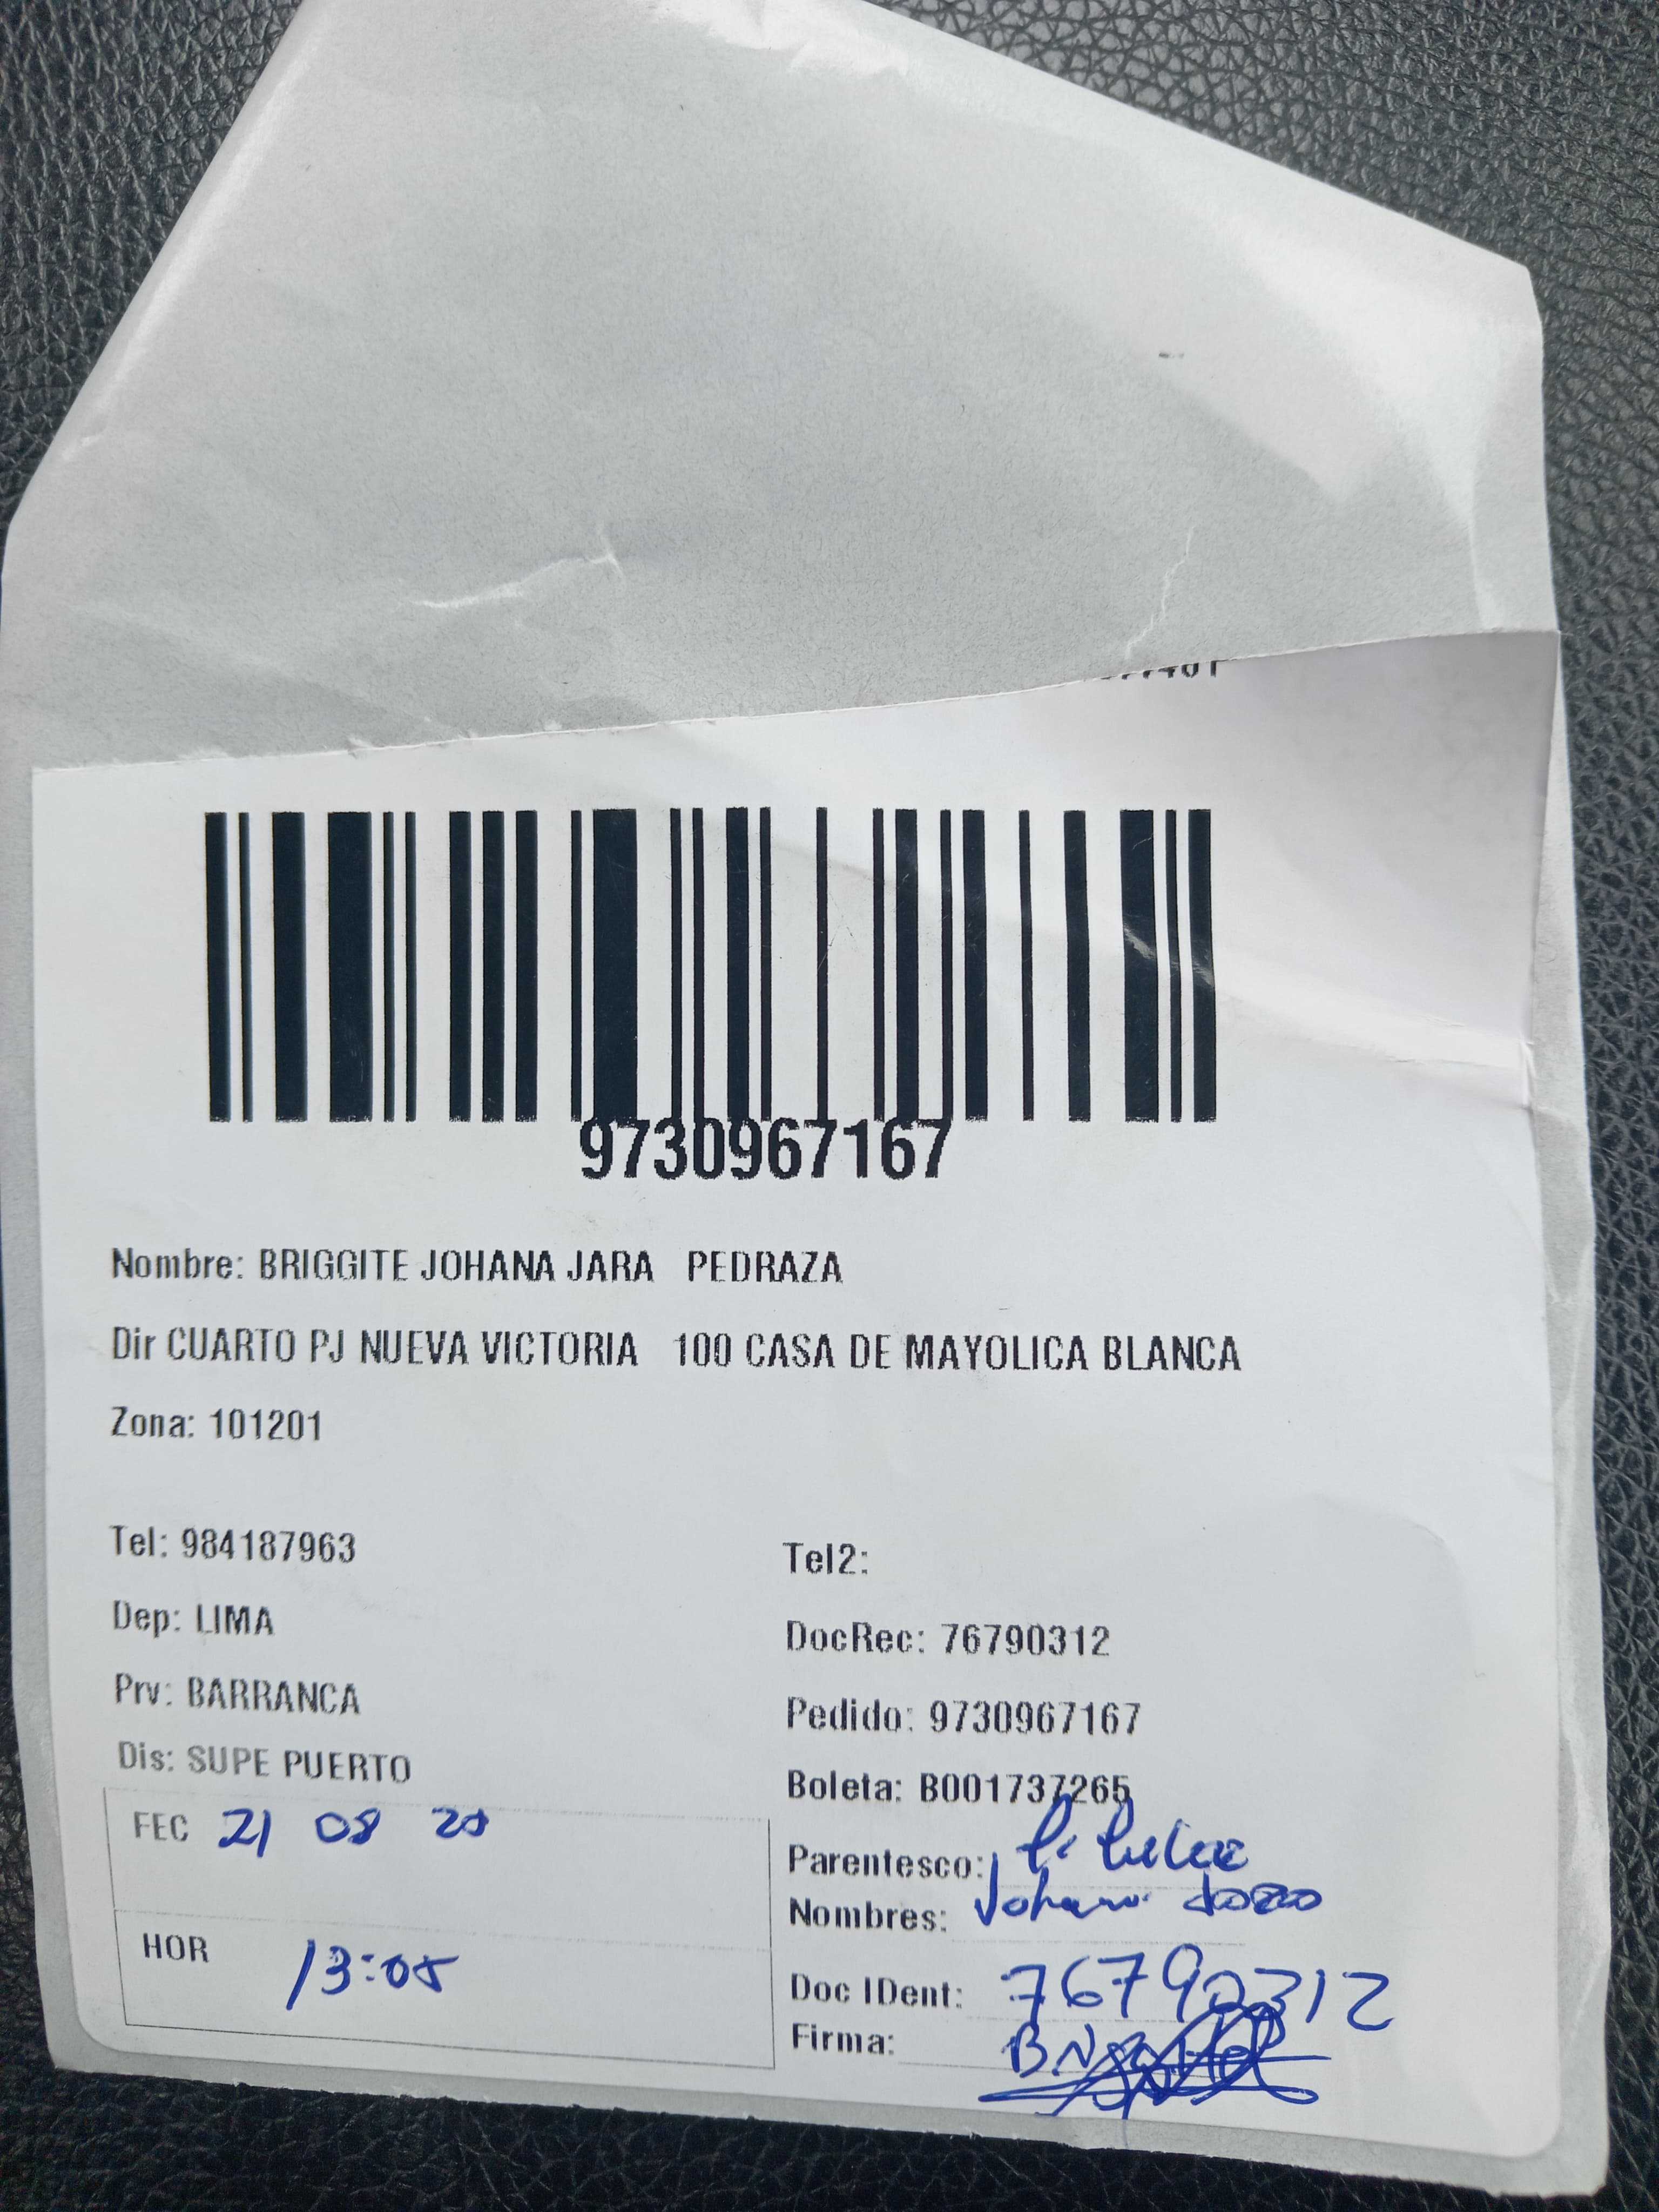 9730967167
Nombre: BRIGGITE JOHANA JARA PEDRAZA
Dir CUARTO PJ NUEVA VICTORIA 100 CASA DE MAYOLICA BLANCA
Zona: 101201
Tel: 984187963
Tel2:
Dep: LIMA
DocRec: 76790312
Prv: BARRANCA
Pedido: 9730967167
Dis: SUPE PUERTO
Boleta: B001737265
FEC 21 08
Parentesco:
Nombres:
HOR 13:05
Doc IDent: 76790312
Firma: